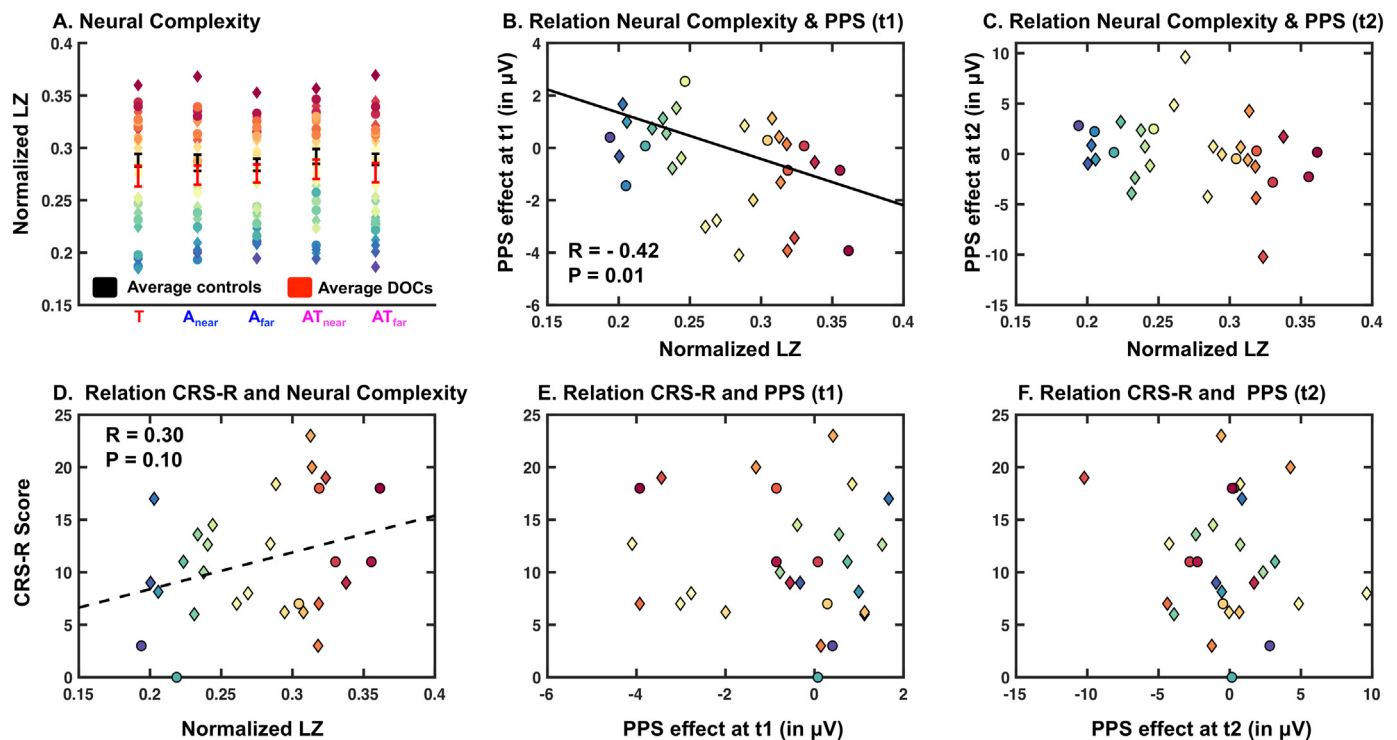 A. Neural Complexity
0.4
0.35
0.3
0.25
0.2
0.15
Normalized LZ
Average controls
Average DOCs
T
Anear
Afar
ATnear
ATfar
B. Relation Neural Complexity & PPS (t1)
4
2
0
-2
-4
-6
PPS effect at t1 (in µV)
R = - 0.42
P = 0.01
0.15 0.2 0.25 0.3 0.35 0.4
Normalized LZ
C. Relation Neural Complexity & PPS (t2)
10
5
0
-5
-10
-15
PPS effect at t2 (in µV)
0.15 0.2 0.25 0.3 0.35 0.4
Normalized LZ
D. Relation CRS-R and Neural Complexity
25
20
15
10
5
0
CRS-R Score
R = 0.30
P = 0.10
0.15 0.2 0.25 0.3 0.35 0.4
Normalized LZ
E. Relation CRS-R and PPS (t1)
25
20
15
10
5
0
-6 -4 -2 0 2
PPS effect at t1 (in µV)
F. Relation CRS-R and PPS (t2)
25
20
15
10
5
0
-15 -10 -5 0 5 10
PPS effect at t2 (in µV)